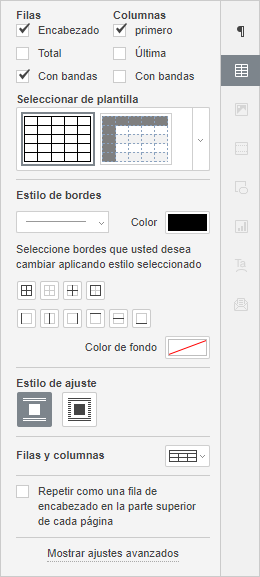 Filas Columnas
Encabezado primero
Total Última
Con bandas Con bandas
Seleccionar de plantilla
Estilo de bordes
Color
Seleccione bordes que usted desea
cambiar aplicando estilo seleccionado
Color de fondo
Estilo de ajuste
Filas y columnas
Repetir como una fila de
encabezado en la parte superior
de cada página
Mostrar ajustes avanzados